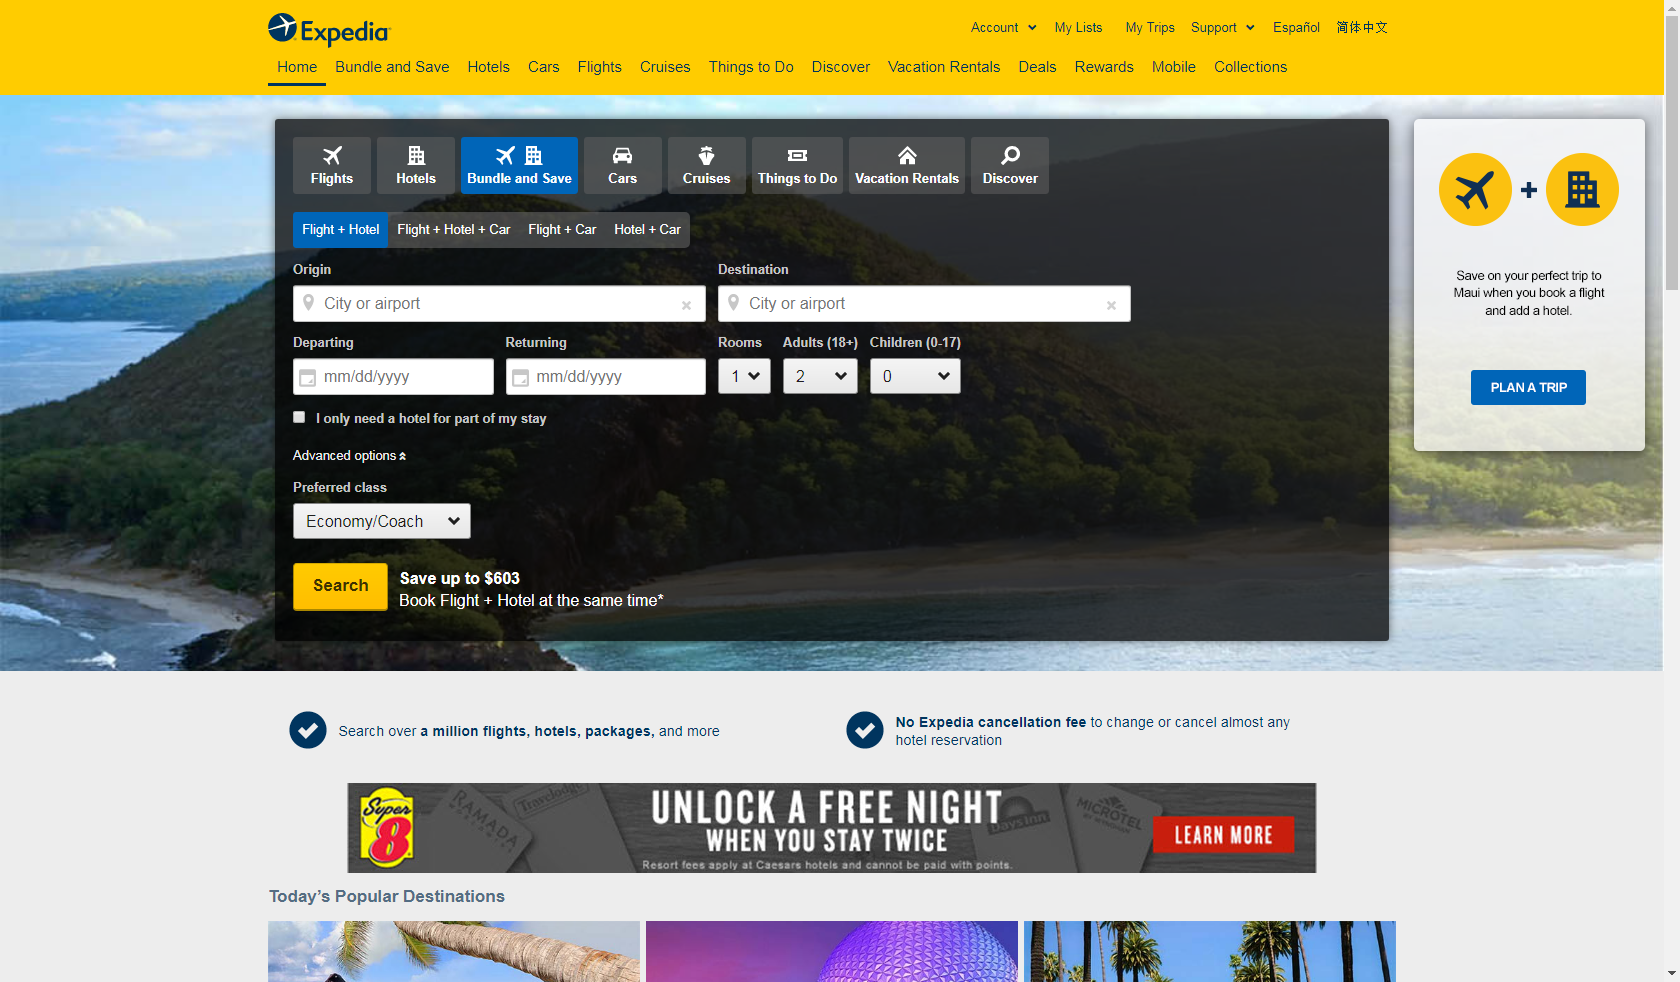 Expedia
Account
My Lists
My Trips
Support
Español
简体中文
Home
Bundle and Save
Hotels
Cars
Flights
Cruises
Things to Do
Discover
Vacation Rentals
Deals
Rewards
Mobile
Collections
Flights
Hotels
Bundle and Save
Cars
Cruises
Things to Do
Vacation Rentals
Discover
Flight + Hotel
Flight + Hotel + Car
Flight + Car
Hotel + Car
Origin
Destination
City or airport
City or airport
Departing
Returning
Rooms
Adults (18+)
Children (0-17)
mm/dd/yyyy
mm/dd/yyyy
1
2
0
I only need a hotel for part of my stay
Advanced options
Preferred class
Economy/Coach
Search
Save up to $603
Book Flight + Hotel at the same time*
+
Save on your perfect trip to
Maui when you book a flight
and add a hotel.
PLAN A TRIP
Search over a million flights, hotels, packages, and more
No Expedia cancellation fee to change or cancel almost any
hotel reservation
Super
8
RAMADA
Travelodge
UNLOCK A FREE NIGHT
WHEN YOU STAY TWICE
Resort fees apply at Caesars hotels and cannot be paid with points.
Days Inn
MICROTEL
BY WYNDHAM
LEARN MORE
Today's Popular Destinations